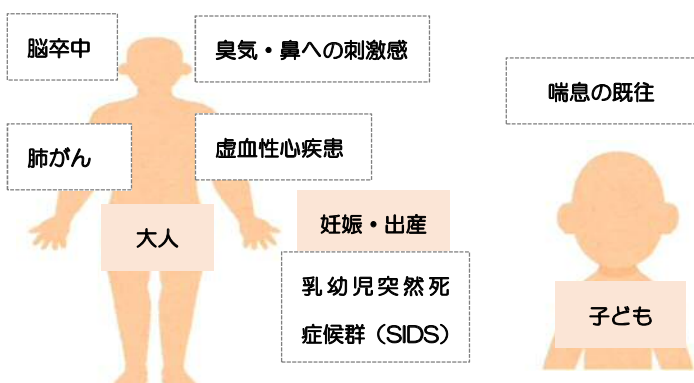 脳卒中
臭気・鼻への刺激感
喘息の既往
肺がん
虚血性心疾患
大人
妊娠・出産
乳幼児突然死
症候群（SIDS）
子ども